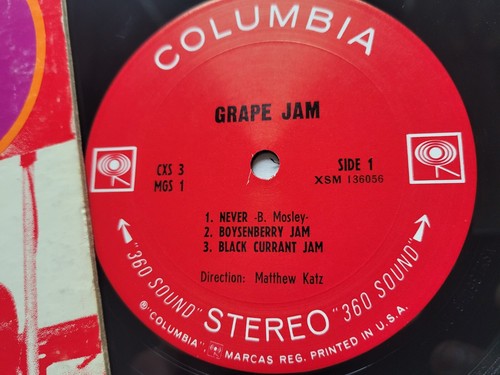 COLUMBIA
GRAPE JAM
CXS 3
MGS 1
SIDE 1
XSM 136056
1. NEVER -B. Mosley-
2. BOYSENBERRY JAM
3. BLACK CURRANT JAM
Direction: Matthew Katz
"360 SOUND" STEREO "360 SOUND"
® "COLUMBIA", MARCAS REG. PRINTED IN U.S.A.